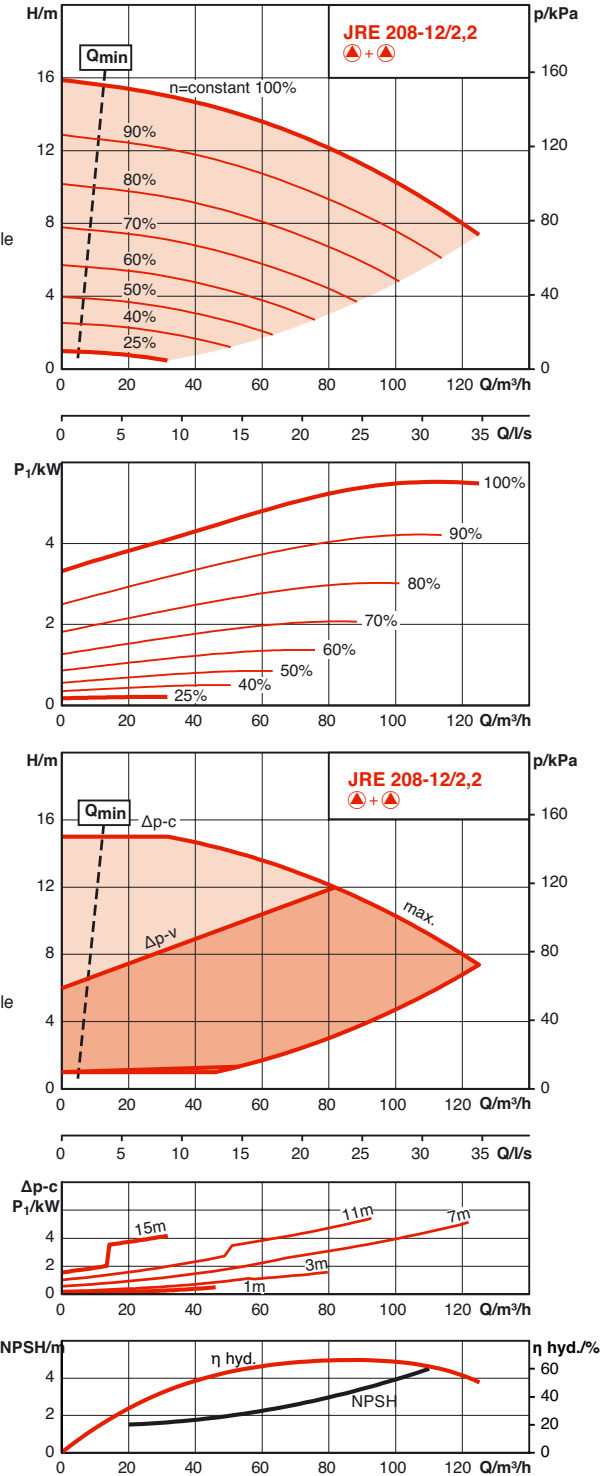 H/m p/kPa
JRE 208-12/2,2
+
Qmin
n=constant 100%
16 160
90%
12 120
80%
8 70% 80
le
60%
4 50% 40
40%
25%
0 0
0 20 40 60 80 100 120 Q/m³/h
0 5 10 15 20 25 30 35 Q/l/s
P1/kW
100%
4 90%
80%
2 70%
60%
50%
40%
0 25%
0 20 40 60 80 100 120 Q/m³/h
H/m p/kPa
JRE 208-12/2,2
+
Qmin
Δp-c
16 160
12 120
max.
Δp-v
8 80
le
4 40
0 0
0 20 40 60 80 100 120 Q/m³/h
0 5 10 15 20 25 30 35 Q/l/s
Δp-c
P1/kW
15m 11m 7m
4
2 3m
0 1m
0 20 40 60 80 100 120 Q/m³/h
NPSH/m η hyd./%
η hyd.
4 60
40
NPSH
2 20
0 0
0 20 40 60 80 100 120 Q/m³/h